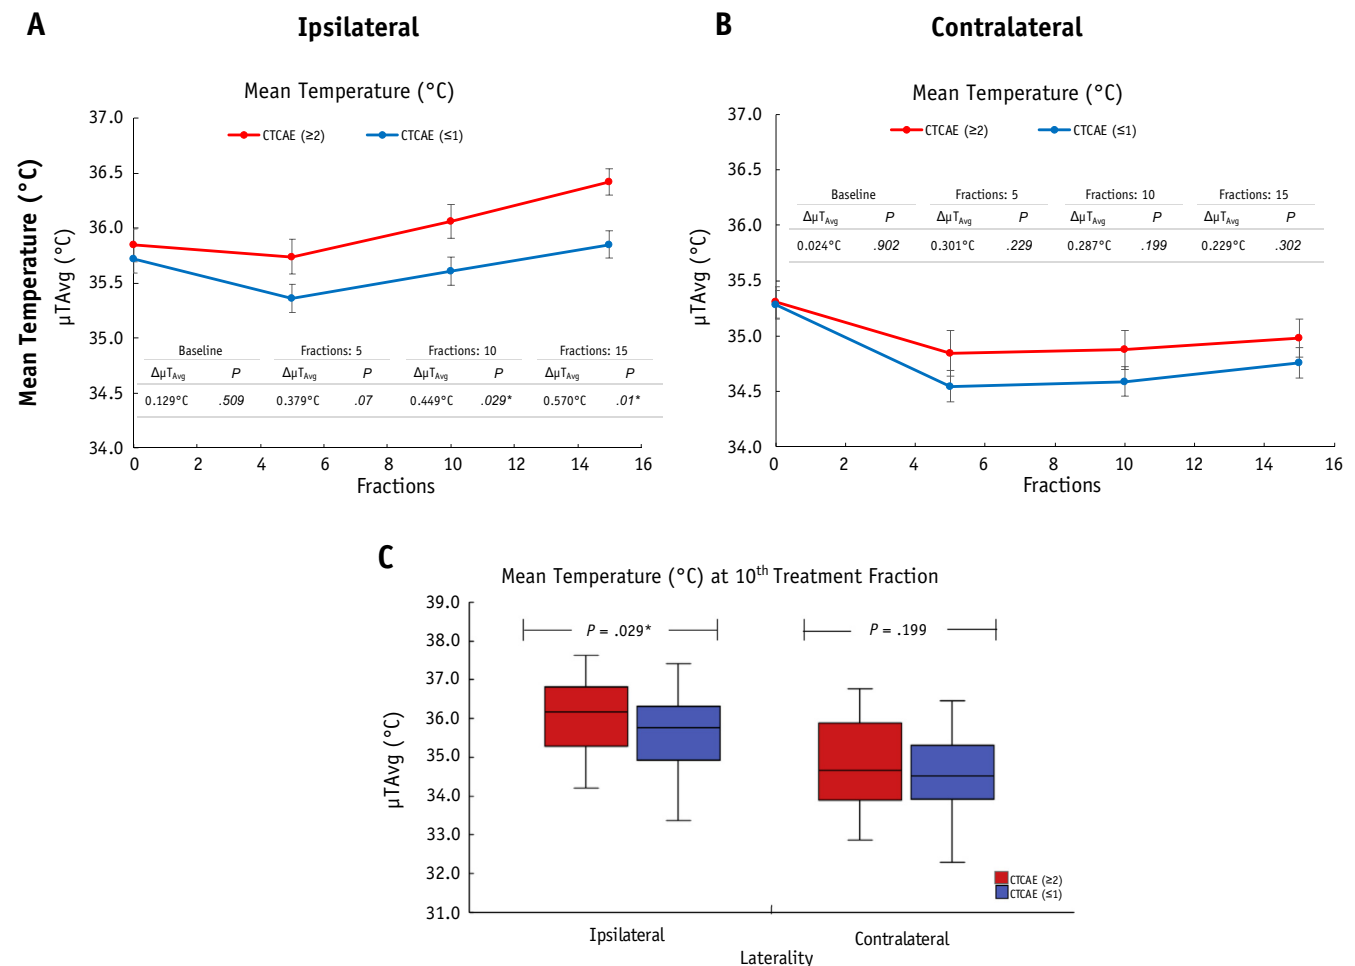 A Ipsilateral
Mean Temperature (°C)
CTCAE (≥2) CTCAE (≤1)
Mean Temperature (°C)
μTAvg (°C)
37.0
36.5
36.0
35.5
35.0
34.5
34.0
Baseline Fractions: 5 Fractions: 10 Fractions: 15
ΔμTAvg P ΔμTAvg P ΔμTAvg P ΔμTAvg P
0.129°C .509 0.379°C .07 0.449°C .029* 0.570°C .01*
0 2 4 6 8 10 12 14 16
Fractions
B Contralateral
Mean Temperature (°C)
CTCAE (≥2) CTCAE (≤1)
μTAvg (°C)
37.0
36.5
36.0
35.5
35.0
34.5
34.0
Baseline Fractions: 5 Fractions: 10 Fractions: 15
ΔμTAvg P ΔμTAvg P ΔμTAvg P ΔμTAvg P
0.024°C .902 0.301°C .229 0.287°C .199 0.229°C .302
0 2 4 6 8 10 12 14 16
Fractions
C
Mean Temperature (°C) at 10th Treatment Fraction
μTAvg (°C)
39.0
38.0
37.0
36.0
35.0
34.0
33.0
32.0
31.0
P = .029* P = .199
CTCAE (≥2)
CTCAE (≤1)
Ipsilateral Contralateral
Laterality